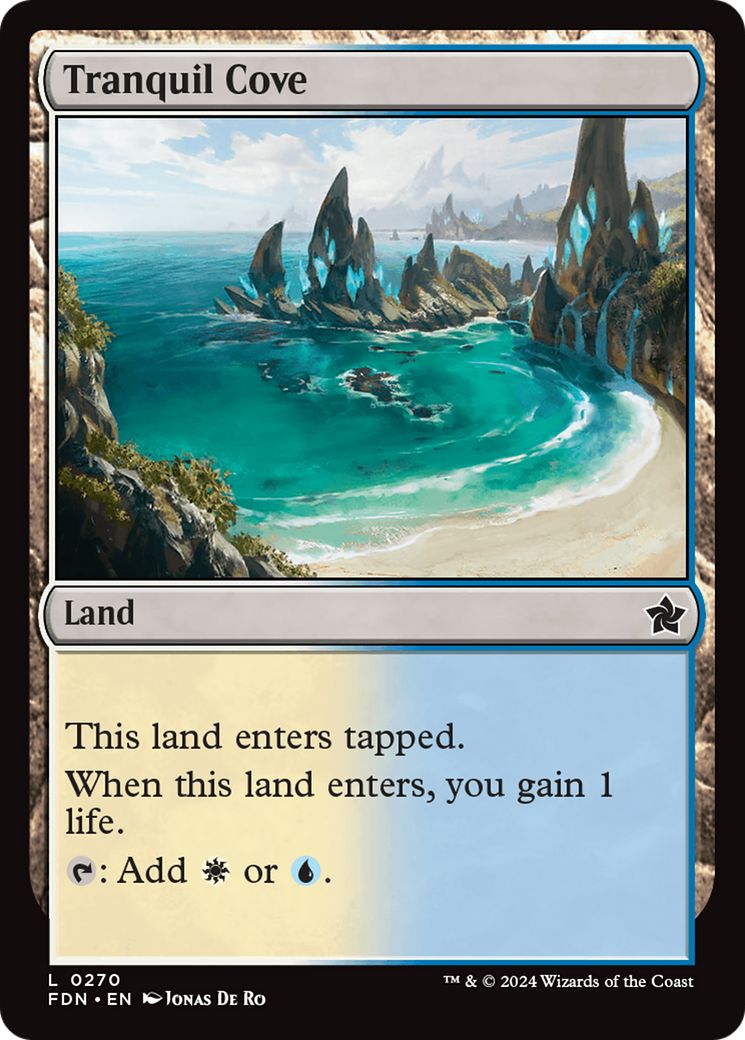 Tranquil Cove
Land
This land enters tapped.
When this land enters, you gain 1
life.
: Add or .
L 0270
FDN • EN Jonas De Ro
™ & © 2024 Wizards of the Coast